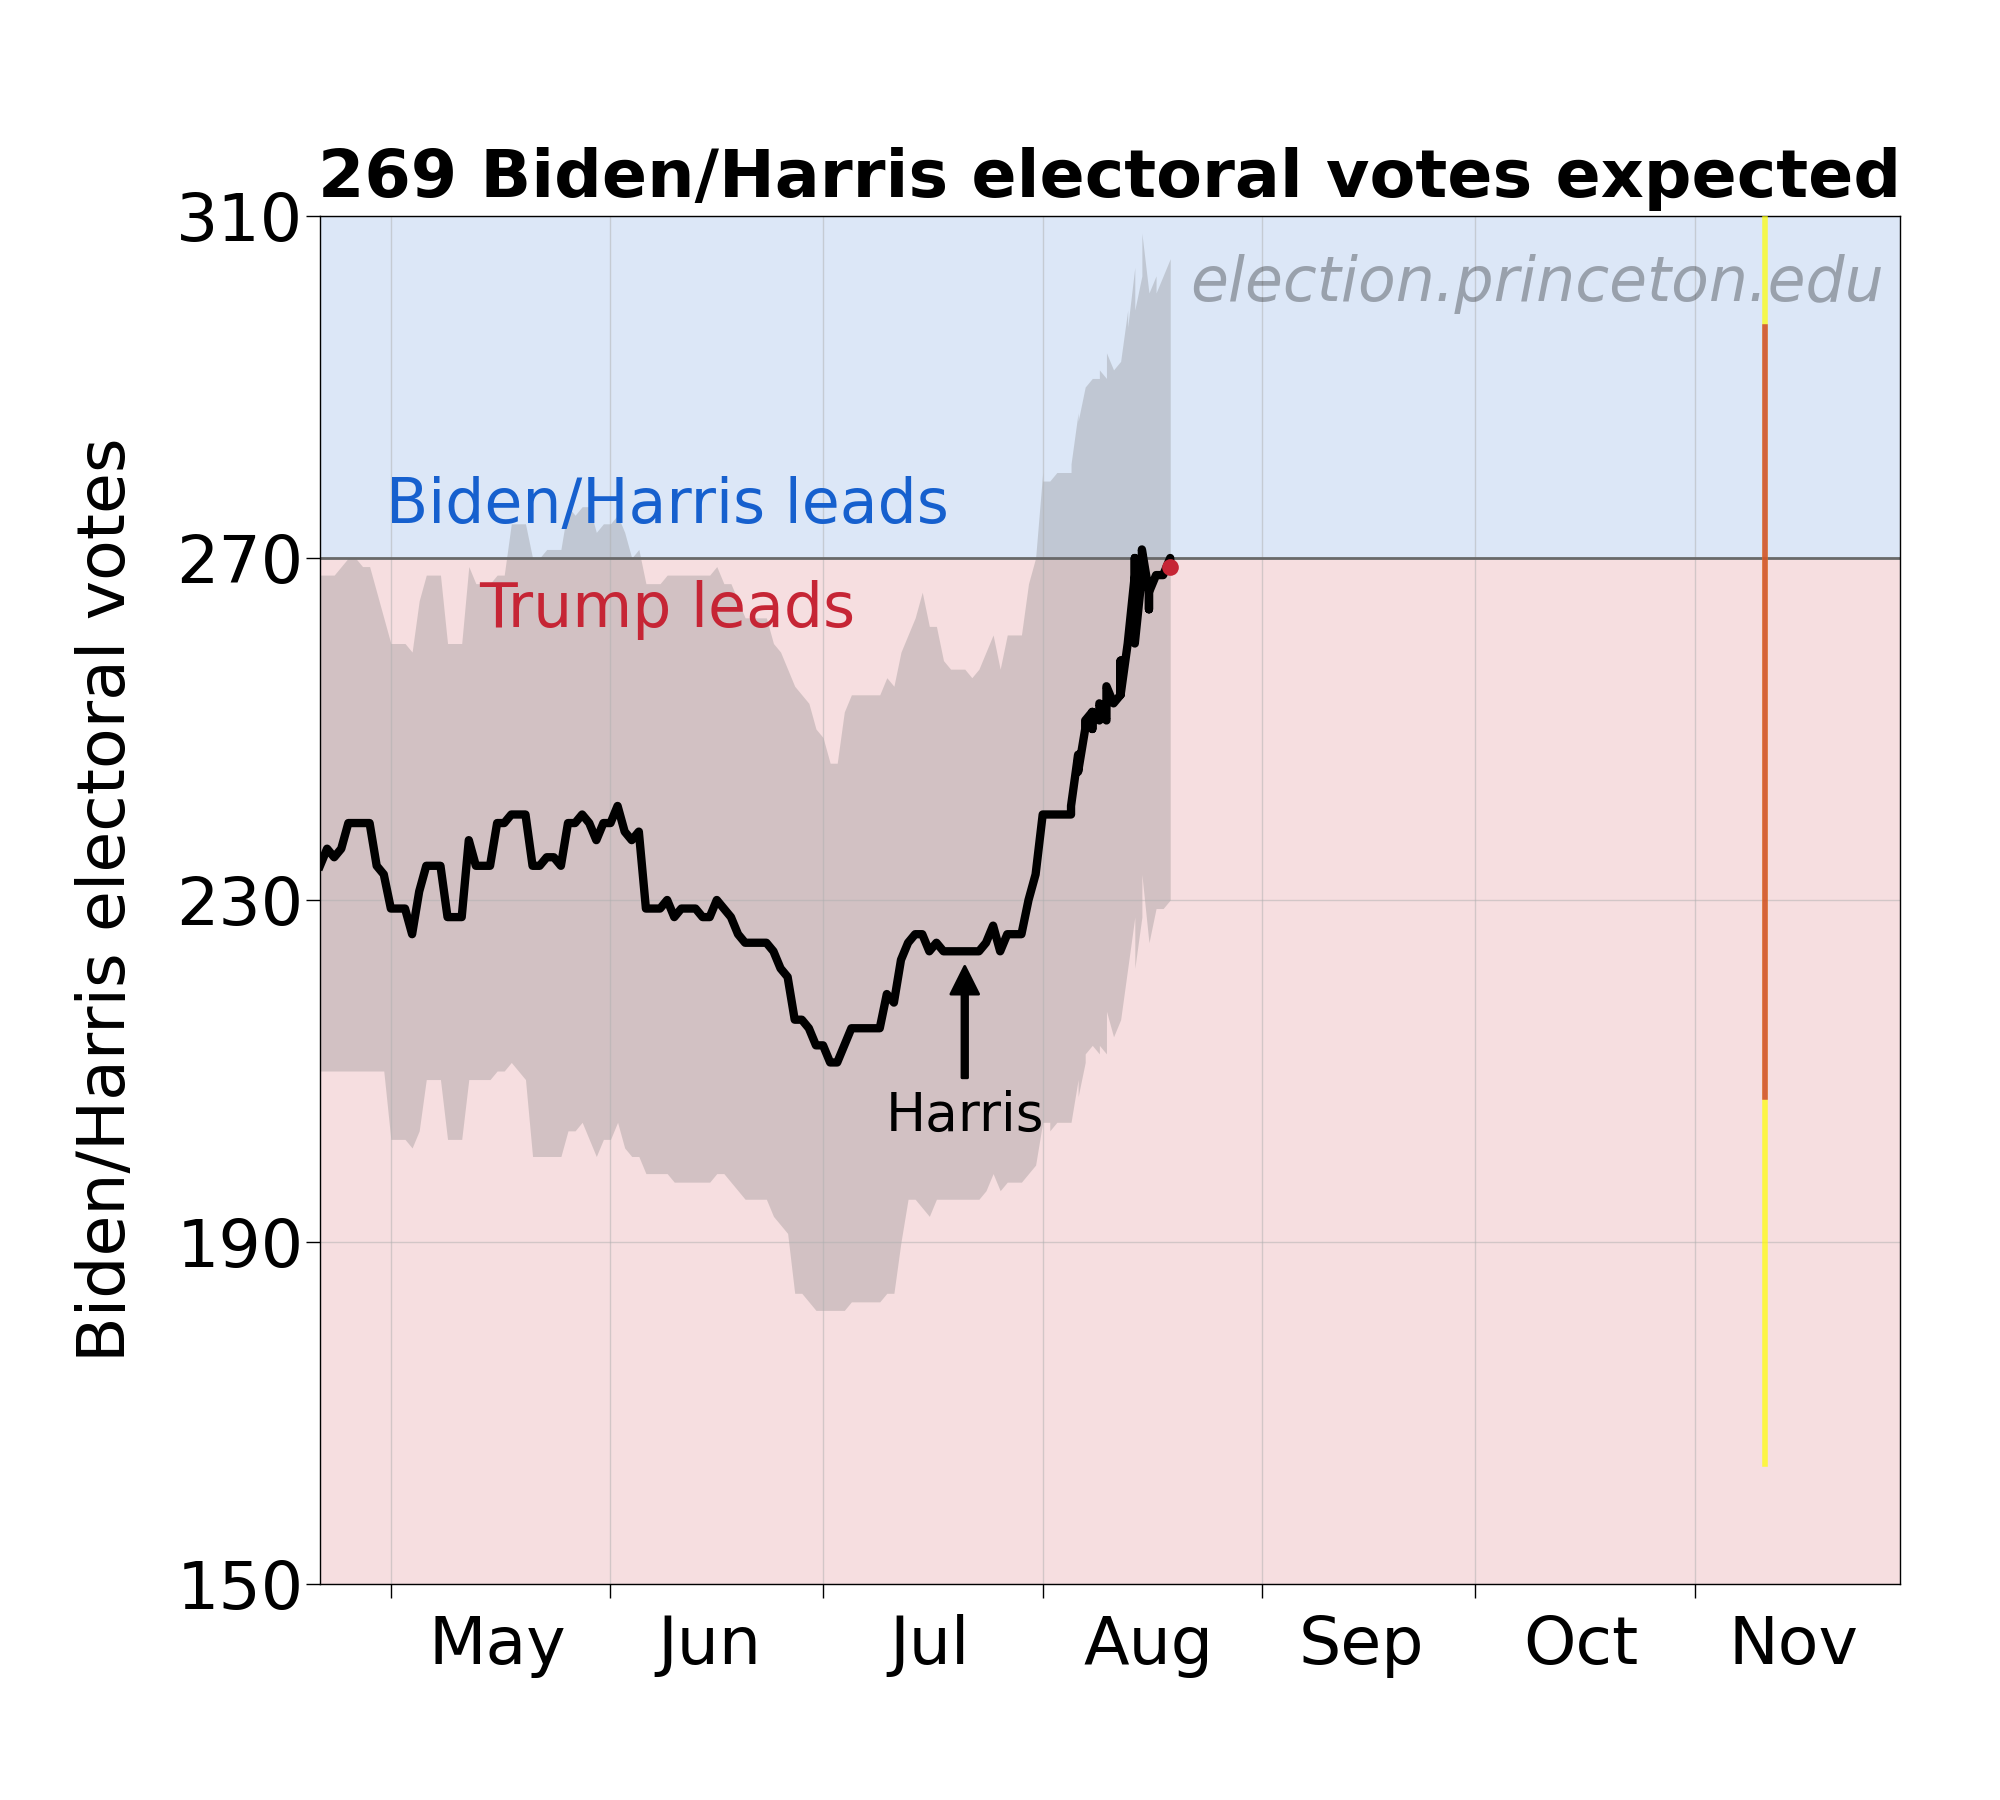 269 Biden/Harris electoral votes expected
310
270
230
190
150
Biden/Harris electoral votes
election.princeton.edu
Biden/Harris leads
Trump leads
Harris
May Jun Jul Aug Sep Oct Nov